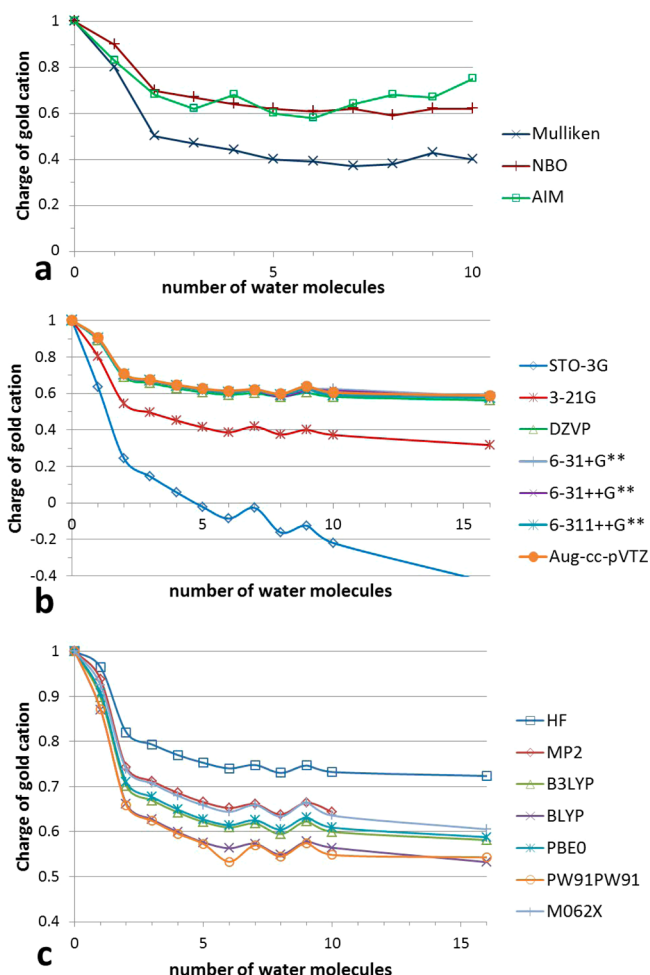 1
0.8
0.6
0.4
0.2
0
Charge of gold cation
0
5
10
number of water molecules
a
Mulliken
NBO
AIM
1
0.8
0.6
0.4
0.2
0
-0.2
-0.4
Charge of gold cation
0
5
10
15
number of water molecules
b
STO-3G
3-21G
DZVP
6-31+G**
6-31++G**
6-311++G**
Aug-cc-pVTZ
1
0.9
0.8
0.7
0.6
0.5
0.4
Charge of gold cation
0
5
10
15
number of water molecules
c
HF
MP2
B3LYP
BLYP
PBE0
PW91PW91
M062X